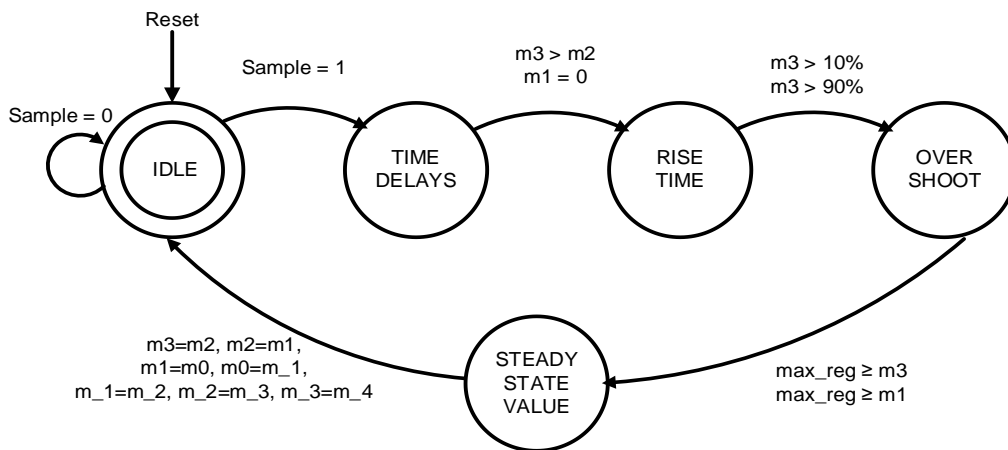 Reset
Sample = 1
m3 > m2
m1 = 0
m3 > 10%
m3 > 90%
Sample = 0
IDLE
TIME
DELAYS
RISE
TIME
OVER
SHOOT
m3=m2, m2=m1,
m1=m0, m0=m_1,
m_1=m_2, m_2=m_3, m_3=m_4
STEADY
STATE
VALUE
max_reg ≥ m3
max_reg ≥ m1